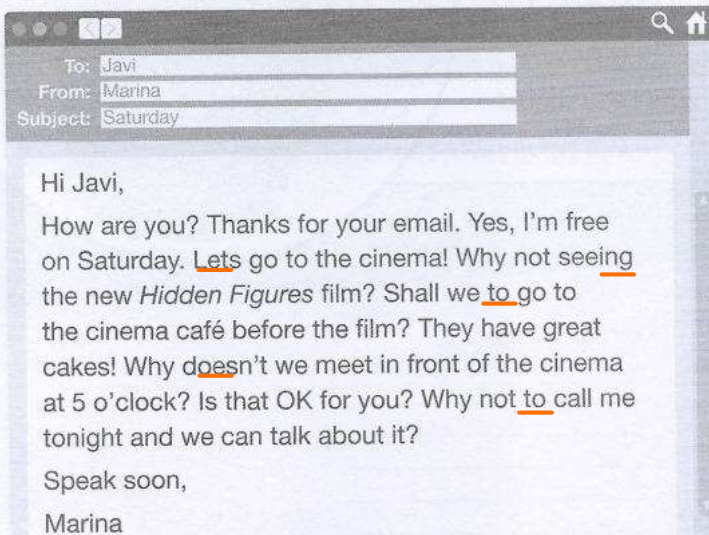 To: Javi
From: Marina
Subject: Saturday
Hi Javi,
How are you? Thanks for your email. Yes, I'm free
on Saturday. Lets go to the cinema! Why not seeing
the new Hidden Figures film? Shall we to go to
the cinema café before the film? They have great
cakes! Why doesn't we meet in front of the cinema
at 5 o'clock? Is that OK for you? Why not to call me
tonight and we can talk about it?
Speak soon,
Marina